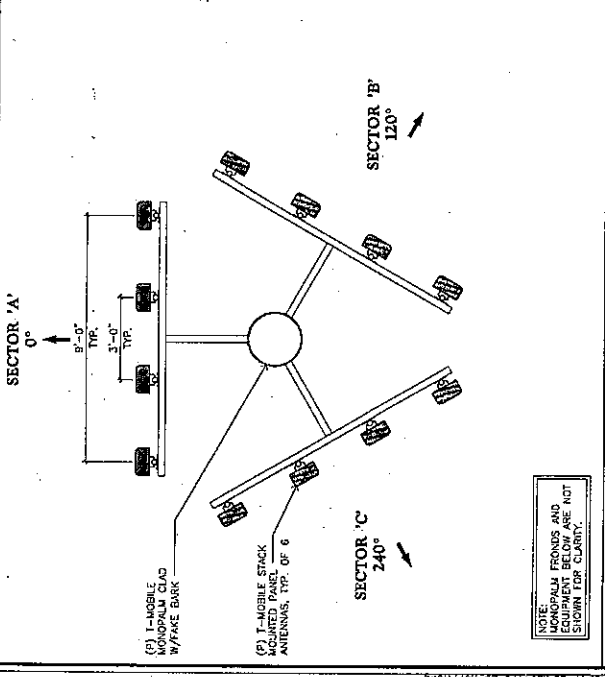 SECTOR 'A'
0°
9'-0"
TYP.
3'-0"
TYP.
SECTOR 'B'
120°
(P) T-MOBILE
MONOPALM CLAD
W/FAKE BARK
(P) T-MOBILE STACK
MOUNTED PANEL
ANTENNAS, TYP. OF 6
SECTOR 'C'
240°
NOTE:
MONOPALM FRONDS AND
EQUIPMENT BELOW ARE NOT
SHOWN FOR CLARITY.